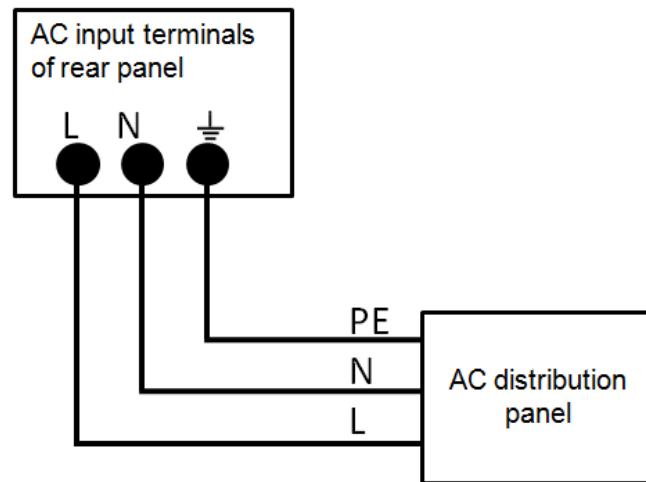 AC input terminals
of rear panel
L N
PE
N
L
AC distribution
panel